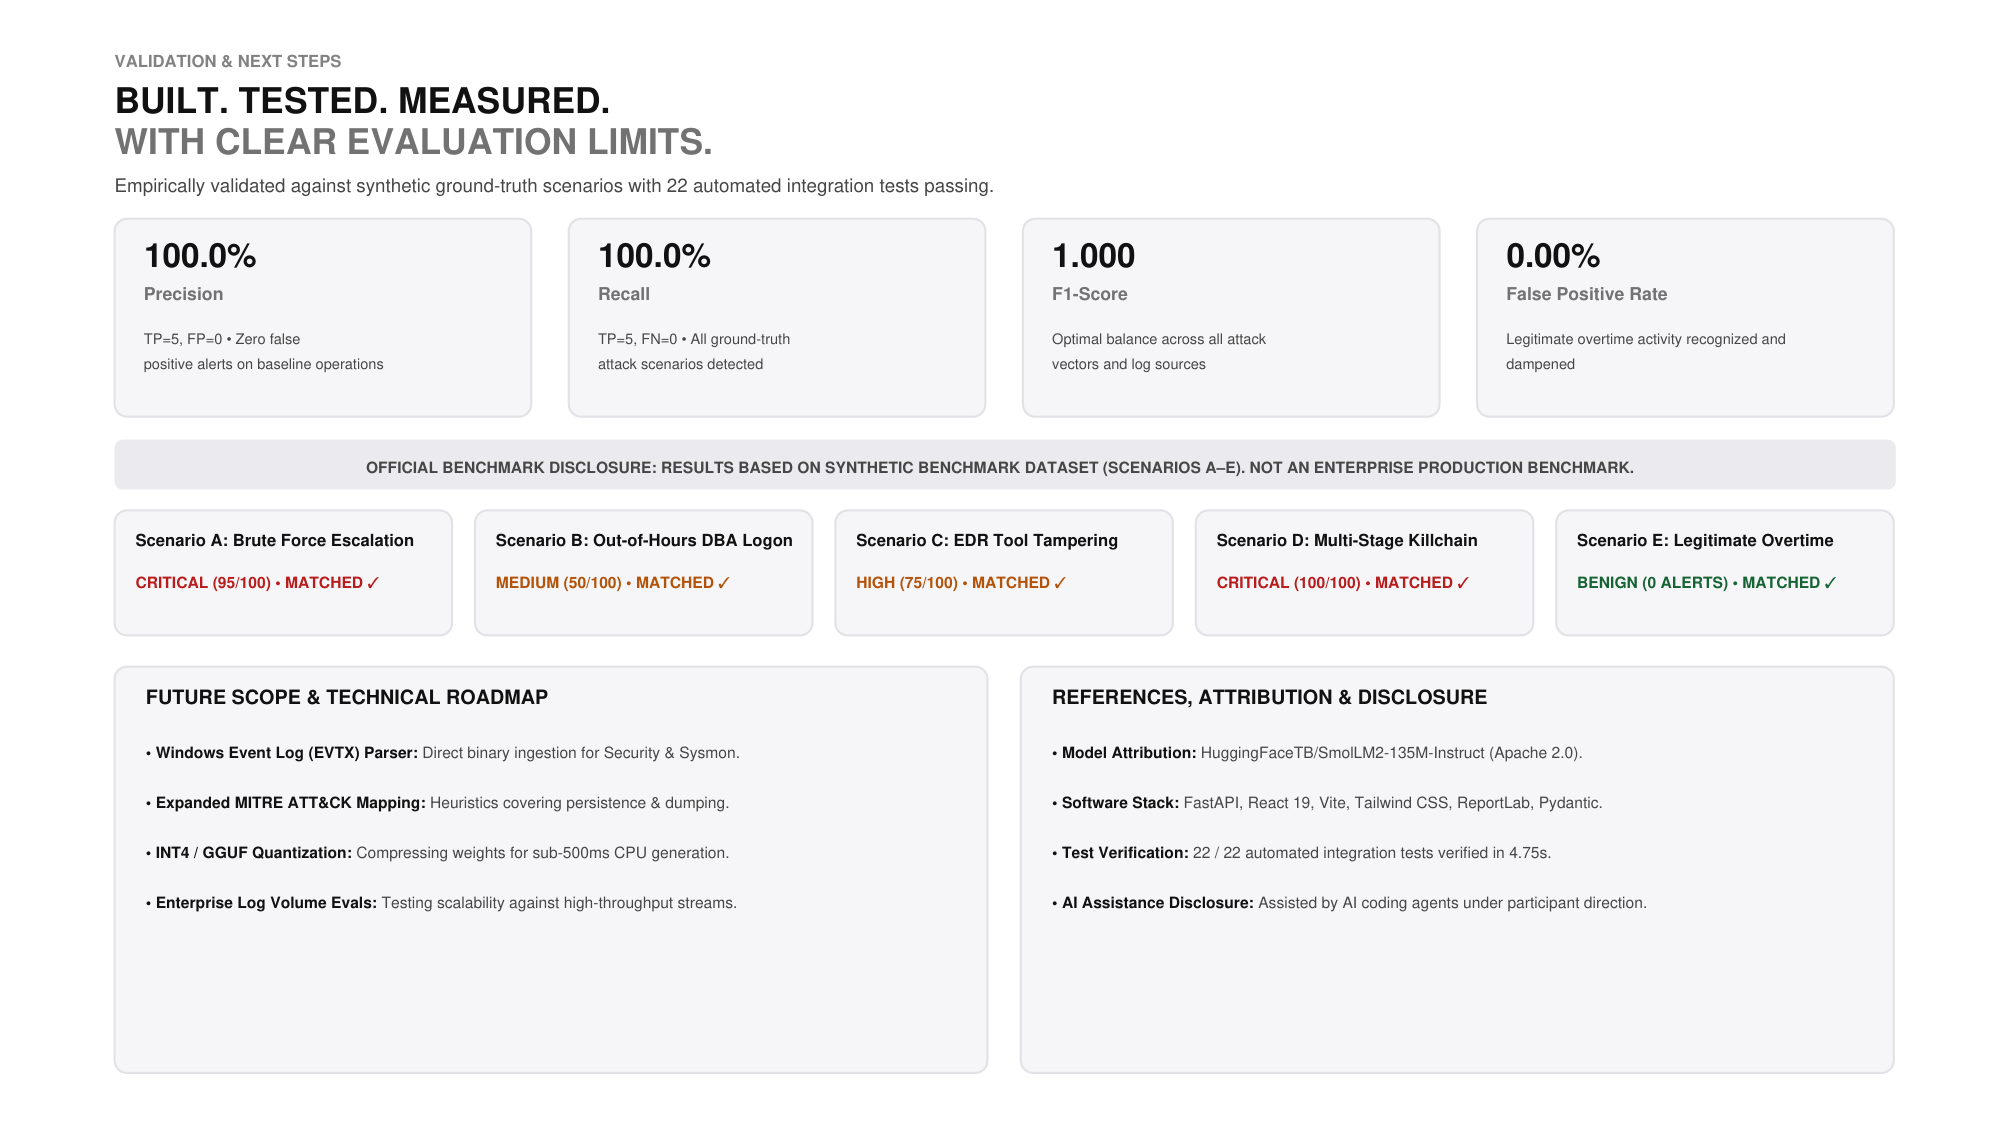 VALIDATION & NEXT STEPS
BUILT. TESTED. MEASURED.
WITH CLEAR EVALUATION LIMITS.
Empirically validated against synthetic ground-truth scenarios with 22 automated integration tests passing.
100.0%
Precision
TP=5, FP=0 • Zero false
positive alerts on baseline operations
100.0%
Recall
TP=5, FN=0 • All ground-truth
attack scenarios detected
1.000
F1-Score
Optimal balance across all attack
vectors and log sources
0.00%
False Positive Rate
Legitimate overtime activity recognized and
dampened
OFFICIAL BENCHMARK DISCLOSURE: RESULTS BASED ON SYNTHETIC BENCHMARK DATASET (SCENARIOS A–E). NOT AN ENTERPRISE PRODUCTION BENCHMARK.
Scenario A: Brute Force Escalation
CRITICAL (95/100) • MATCHED ✓
Scenario B: Out-of-Hours DBA Logon
MEDIUM (50/100) • MATCHED ✓
Scenario C: EDR Tool Tampering
HIGH (75/100) • MATCHED ✓
Scenario D: Multi-Stage Killchain
CRITICAL (100/100) • MATCHED ✓
Scenario E: Legitimate Overtime
BENIGN (0 ALERTS) • MATCHED ✓
FUTURE SCOPE & TECHNICAL ROADMAP
• Windows Event Log (EVTX) Parser: Direct binary ingestion for Security & Sysmon.
• Expanded MITRE ATT&CK Mapping: Heuristics covering persistence & dumping.
• INT4 / GGUF Quantization: Compressing weights for sub-500ms CPU generation.
• Enterprise Log Volume Evals: Testing scalability against high-throughput streams.
REFERENCES, ATTRIBUTION & DISCLOSURE
• Model Attribution: HuggingFaceTB/SmolLM2-135M-Instruct (Apache 2.0).
• Software Stack: FastAPI, React 19, Vite, Tailwind CSS, ReportLab, Pydantic.
• Test Verification: 22 / 22 automated integration tests verified in 4.75s.
• AI Assistance Disclosure: Assisted by AI coding agents under participant direction.